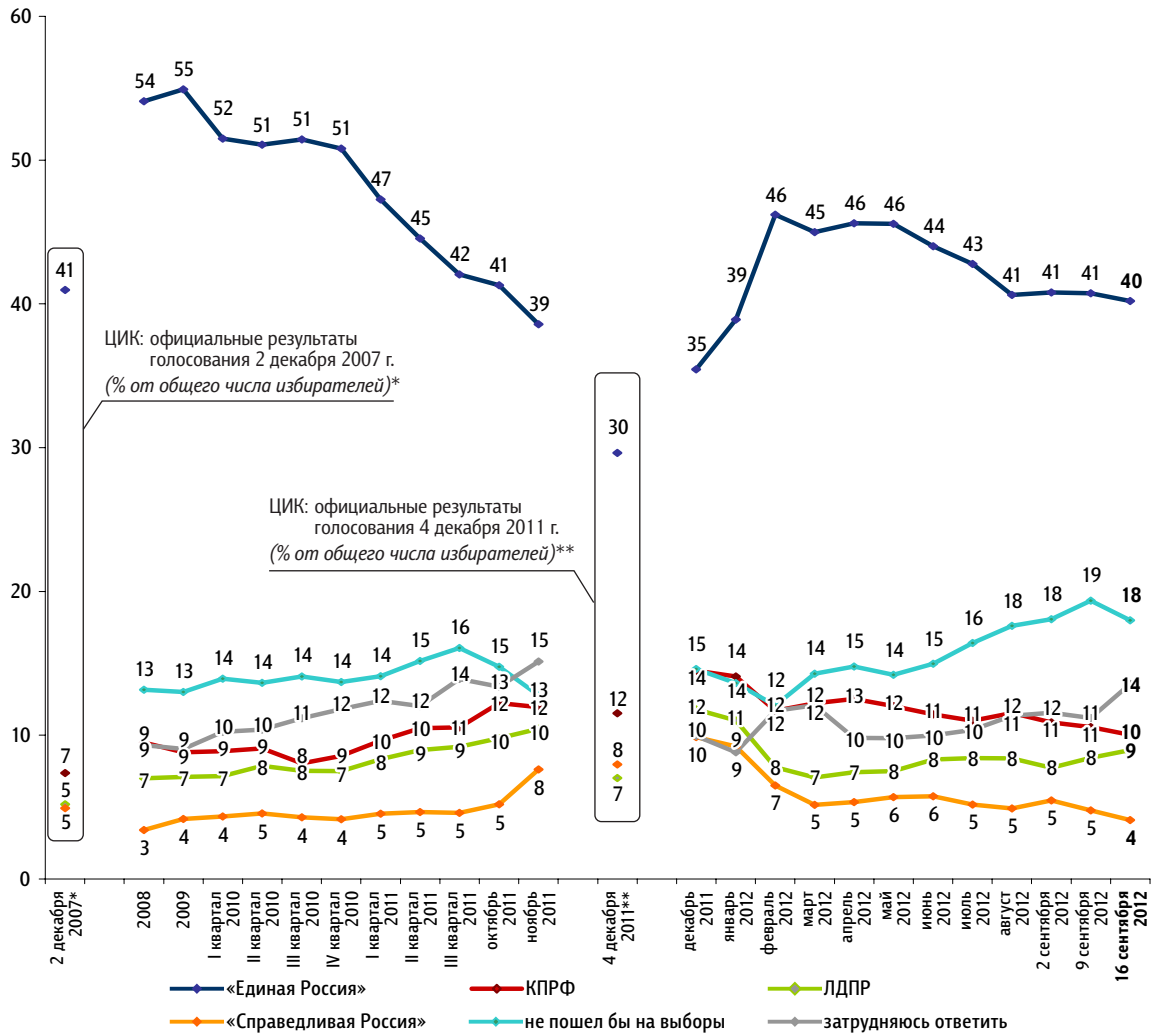 60
50
40
30
20
10
0
54 55 52 51 51 51 47 45 42 41 39
35 39 46 45 46 46 44 43 41 41 41 40
41
7
5
5
ЦИК: официальные результаты
голосования 2 декабря 2007 г.
(% от общего числа избирателей)*
30
12
8
7
ЦИК: официальные результаты
голосования 4 декабря 2011 г.
(% от общего числа избирателей)**
13 13 14 14 14 14 14 15 16 15 13
9 9 10 10 11 12 12 12 14 13 15
9 9 9 9 8 9 10 10 11 12 12
7 7 7 8 8 7 8 9 9 10 10
3 4 4 5 4 4 5 5 5 5 8
15 14 12 14 15 14 15 16 18 18 19 18
14 14 12 12 13 12 11 11 11 11 11 10
10 9 12 12 10 10 10 10 11 12 11 14
12 11 8 7 7 8 8 8 8 8 8 9
10 9 7 5 5 6 6 5 5 5 5 4
2 декабря
2007*
2008
2009
I квартал
2010
II квартал
2010
III квартал
2010
IV квартал
2010
I квартал
2011
II квартал
2011
III квартал
2011
октябрь
2011
ноябрь
2011
4 декабря
2011**
декабрь
2011
январь
2012
февраль
2012
март
2012
апрель
2012
май
2012
июнь
2012
июль
2012
август
2012
2 сентября
2012
9 сентября
2012
16 сентября
2012
«Единая Россия»
КПРФ
ЛДПР
«Справедливая Россия»
не пошел бы на выборы
затрудняюсь ответить